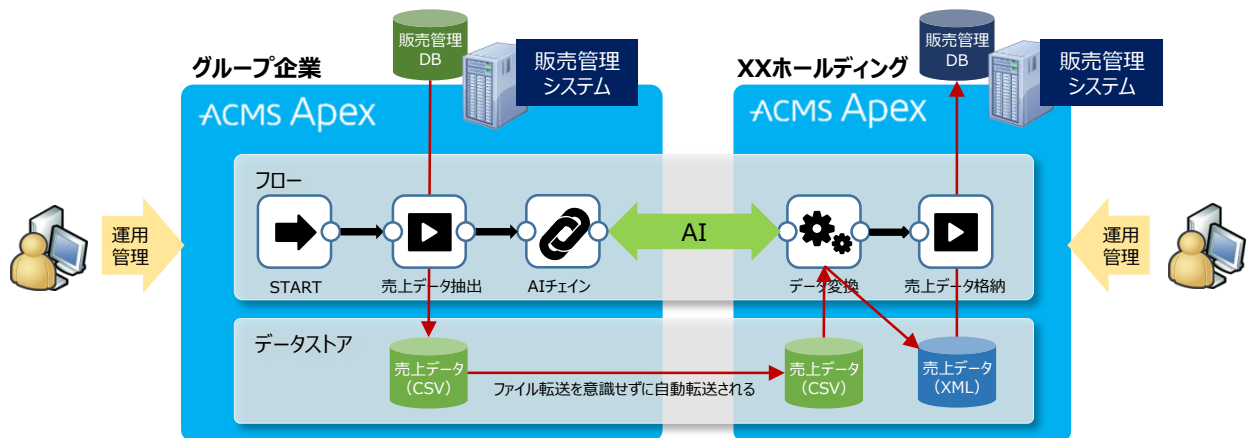 販売管理
DB
販売管理
システム
グループ企業
ACMS Apex
販売管理
DB
販売管理
システム
XXホールディング
ACMS Apex
フロー
START
売上データ抽出
AIチェイン
AI
データ変換
売上データ格納
運用
管理
運用
管理
データストア
売上データ
(CSV)
ファイル転送を意識せずに自動転送される
売上データ
(CSV)
売上データ
(XML)